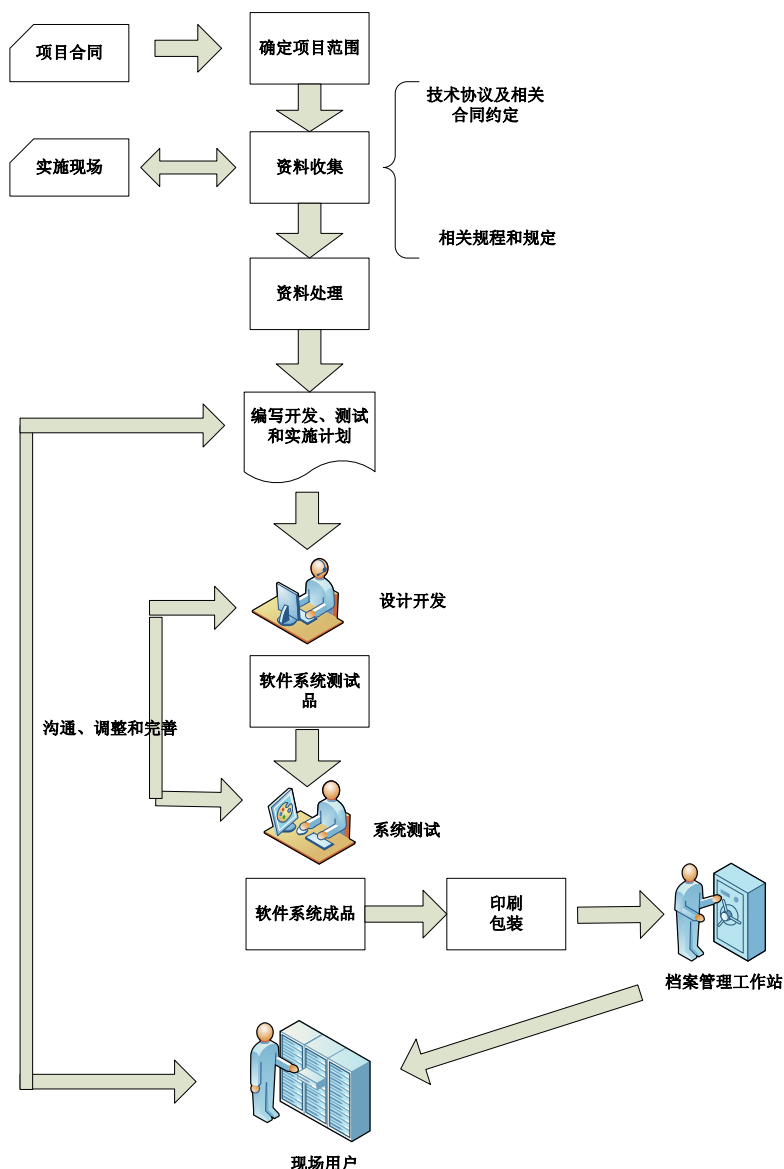 项目合同
确定项目范围
技术协议及相关
合同约定
实施现场
资料收集
相关规程和规定
资料处理
编写开发、测试
和实施计划
设计开发
软件系统测试
品
沟通、调整和完善
系统测试
软件系统成品
印刷
包装
档案管理工作站
现场用户